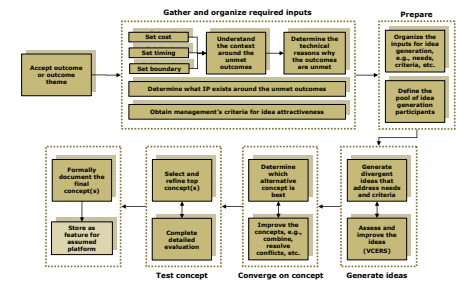 Gather and organize required inputs
Prepare
Accept outcome
or outcome
theme
Set cost
Set timing
Set boundary
Understand
the context
around the
unmet
outcomes
Determine the
technical
reasons why
the outcomes
are unmet
Determine what IP exists around the unmet outcomes
Obtain management's criteria for idea attractiveness
Organize the
inputs for idea
generation,
e.g., needs,
criteria, etc.
Define the
pool of idea
generation
participants
Formally
document the
final
concept(s)
Store as
feature for
assumed
platform
Select and
refine top
concept(s)
Complete
detailed
evaluation
Test concept
Determine
which
alternative
concept is
best
Improve the
concepts, e.g.,
combine,
resolve
conflicts, etc.
Converge on concept
Generate
divergent
ideas that
address needs
and criteria
Assess and
improve the
ideas
(VCERS)
Generate ideas